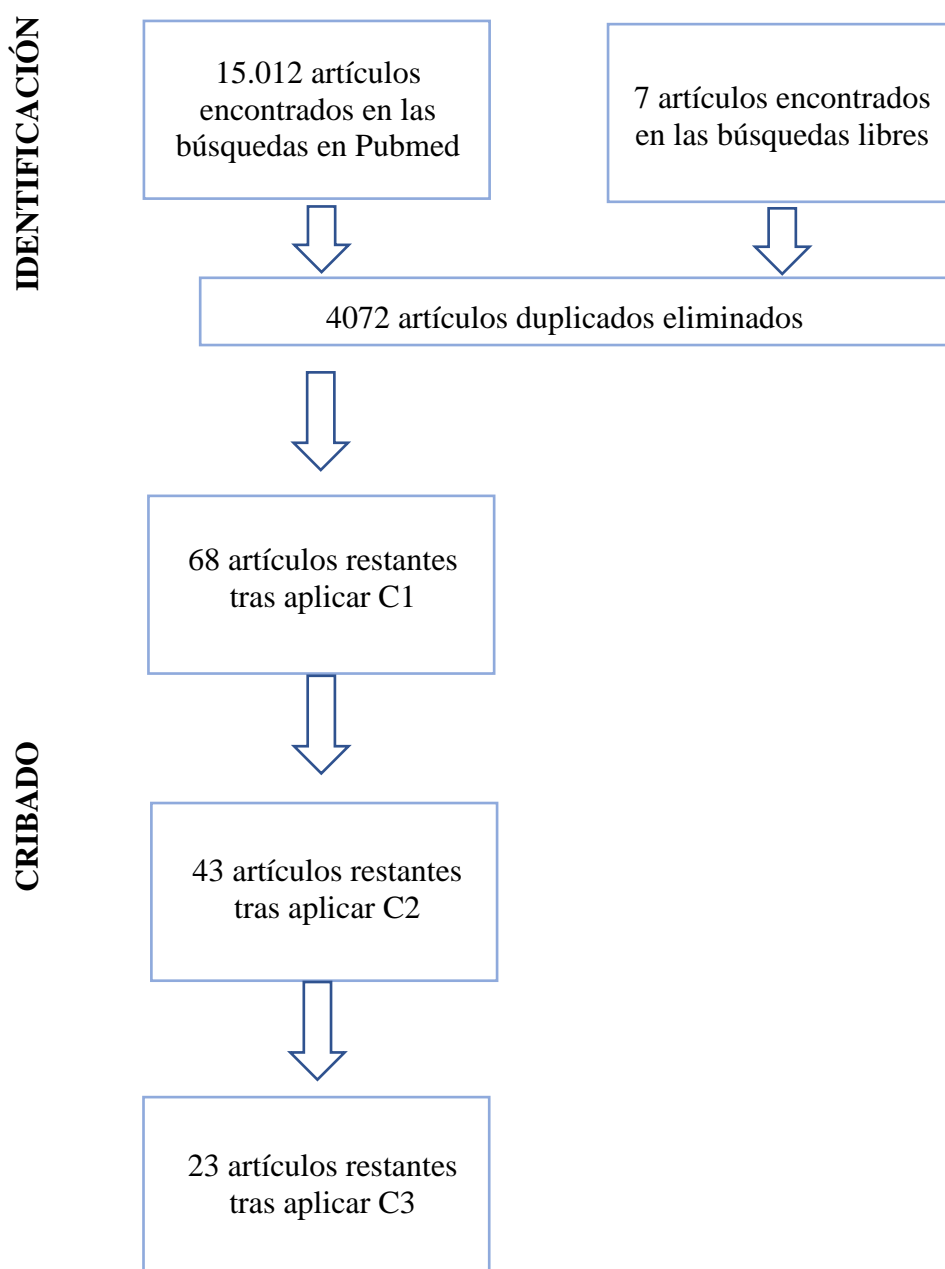 IDENTIFICACIÓN
15.012 artículos
encontrados en las
búsquedas en Pubmed
7 artículos encontrados
en las búsquedas libres
4072 artículos duplicados eliminados
CRIBADO
68 artículos restantes
tras aplicar C1
43 artículos restantes
tras aplicar C2
23 artículos restantes
tras aplicar C3